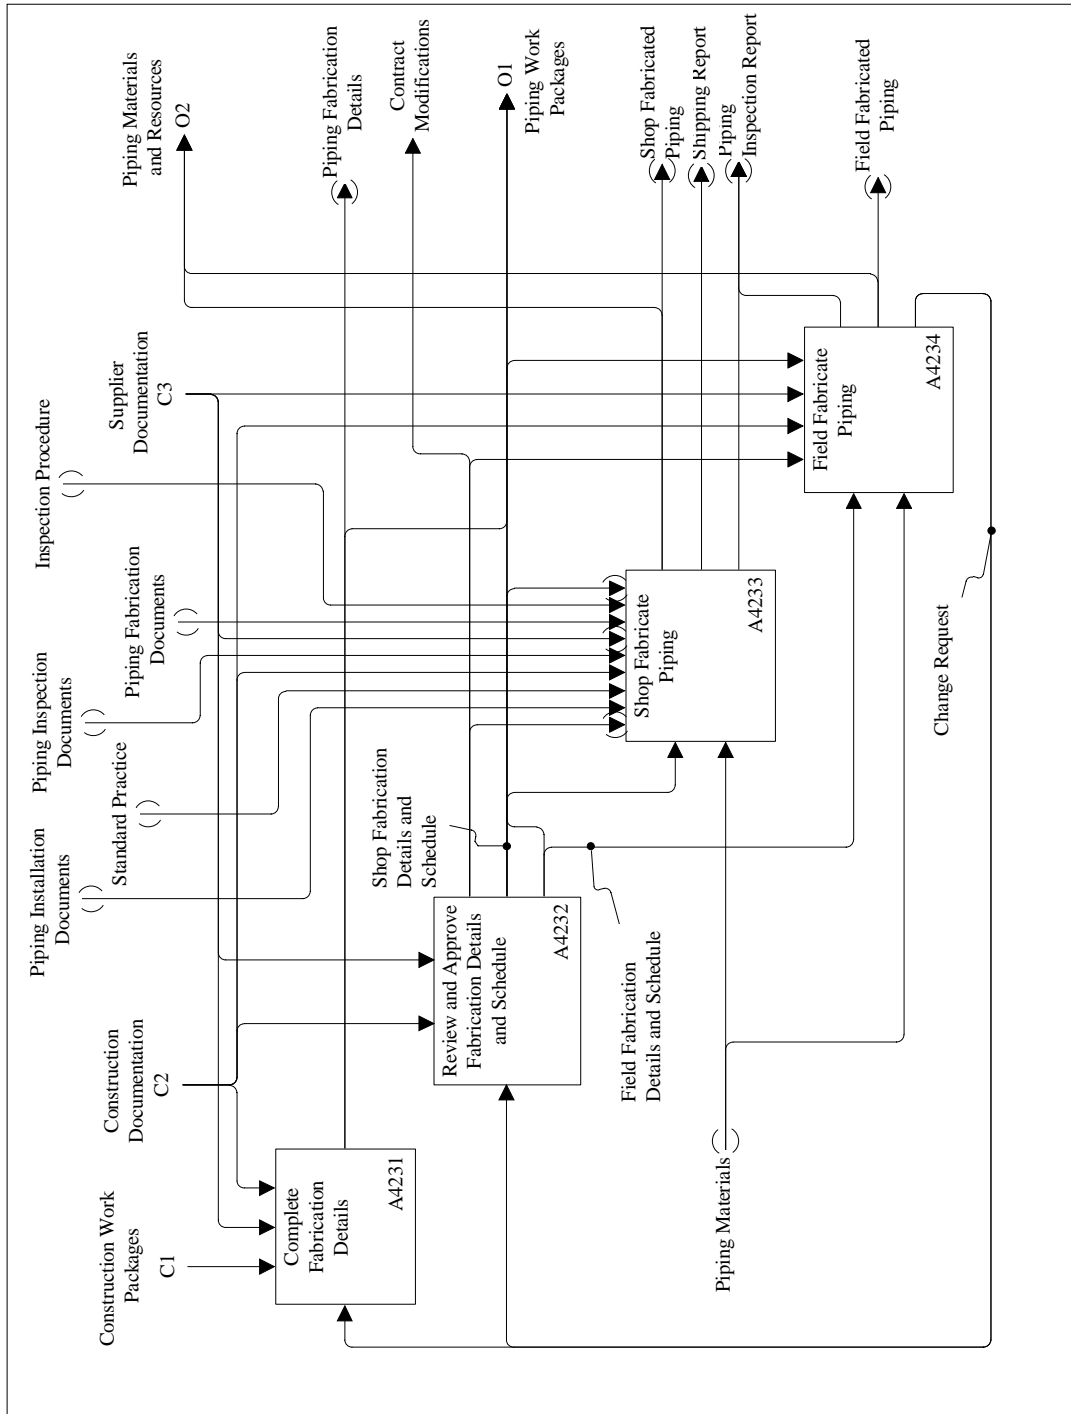 Construction Work
Packages
C1
Construction
Documentation
C2
Piping Installation
Documents
Standard Practice
Piping Inspection
Documents
Piping Fabrication
Documents
Inspection Procedure
Supplier
Documentation
C3
Piping Materials
and Resources
O2
Piping Fabrication
Details
Contract
Modifications
O1
Piping Work
Packages
Shop Fabricated
Piping
Shipping Report
Piping
Inspection Report
Field Fabricated
Piping
Complete
Fabrication
Details
A4231
Review and Approve
Fabrication Details
and Schedule
A4232
Shop Fabrication
Details and
Schedule
Field Fabrication
Details and Schedule
Shop Fabricate
Piping
A4233
Field Fabricate
Piping
A4234
Piping Materials
Change Request